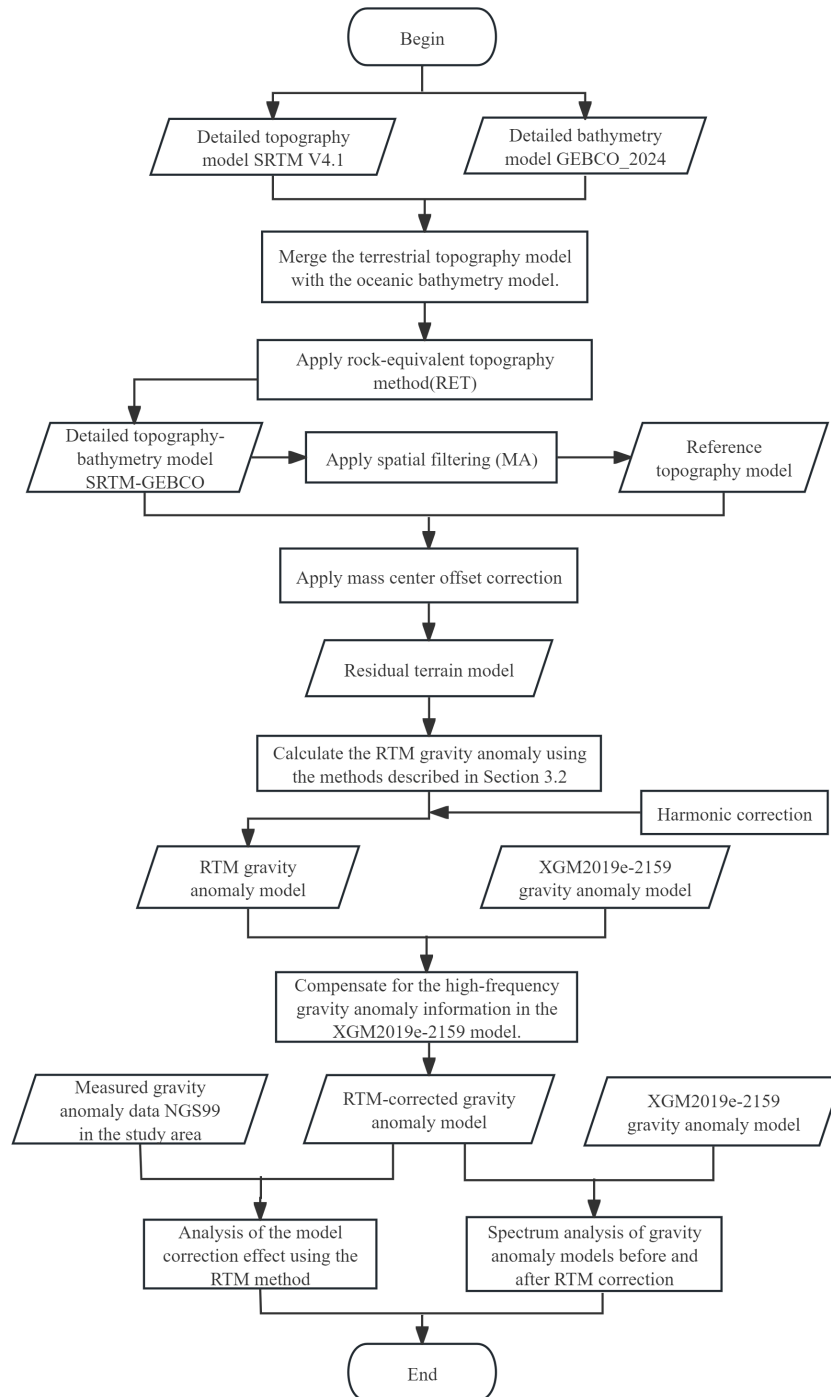 Begin
Detailed topography
model SRTM V4.1
Detailed bathymetry
model GEBCO_2024
Merge the terrestrial topography model
with the oceanic bathymetry model.
Apply rock-equivalent topography
method(RET)
Detailed topography-
bathymetry model
SRTM-GEBCO
Apply spatial filtering (MA)
Reference
topography model
Apply mass center offset correction
Residual terrain model
Calculate the RTM gravity anomaly using
the methods described in Section 3.2
Harmonic correction
RTM gravity
anomaly model
XGM2019e-2159
gravity anomaly model
Compensate for the high-frequency
gravity anomaly information in the
XGM2019e-2159 model.
Measured gravity
anomaly data NGS99
in the study area
RTM-corrected gravity
anomaly model
XGM2019e-2159
gravity anomaly model
Analysis of the model
correction effect using the
RTM method
Spectrum analysis of gravity
anomaly models before and
after RTM correction
End